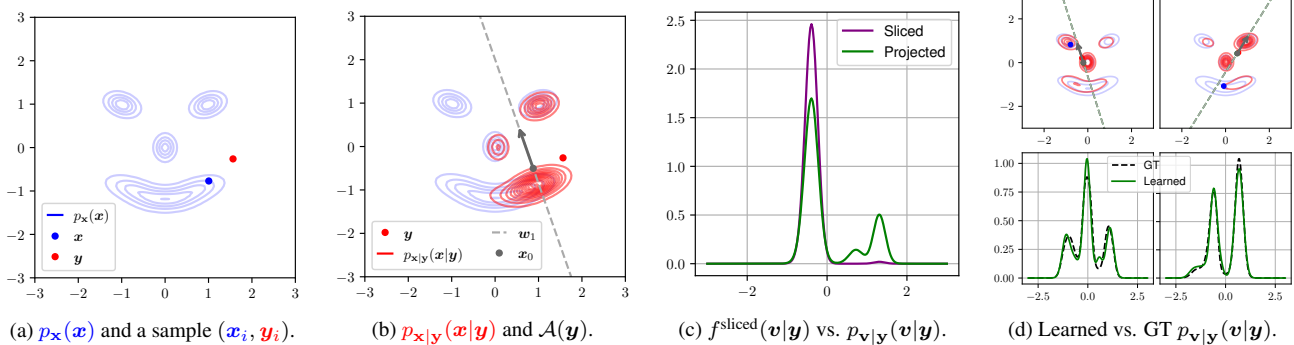 3
2
1
0
−1
−2
−3
−3 −2 −1 0 1 2 3
p_x(x)
x
y
(a) p_x(x) and a sample (x_i, y_i).
3
2
1
0
−1
−2
−3
−3 −2 −1 0 1 2 3
y
p_x|y(x|y)
w_1
x_0
(b) p_x|y(x|y) and A(y).
2.5
2.0
1.5
1.0
0.5
0.0
−2 0 2
Sliced
Projected
(c) f^sliced(v|y) vs. p_v|y(v|y).
2
0
−2
−2 0 2
−2 0 2
1.00
0.75
0.50
0.25
0.00
−2.5 0.0 2.5
−2.5 0.0 2.5
GT
Learned
(d) Learned vs. GT p_v|y(v|y).